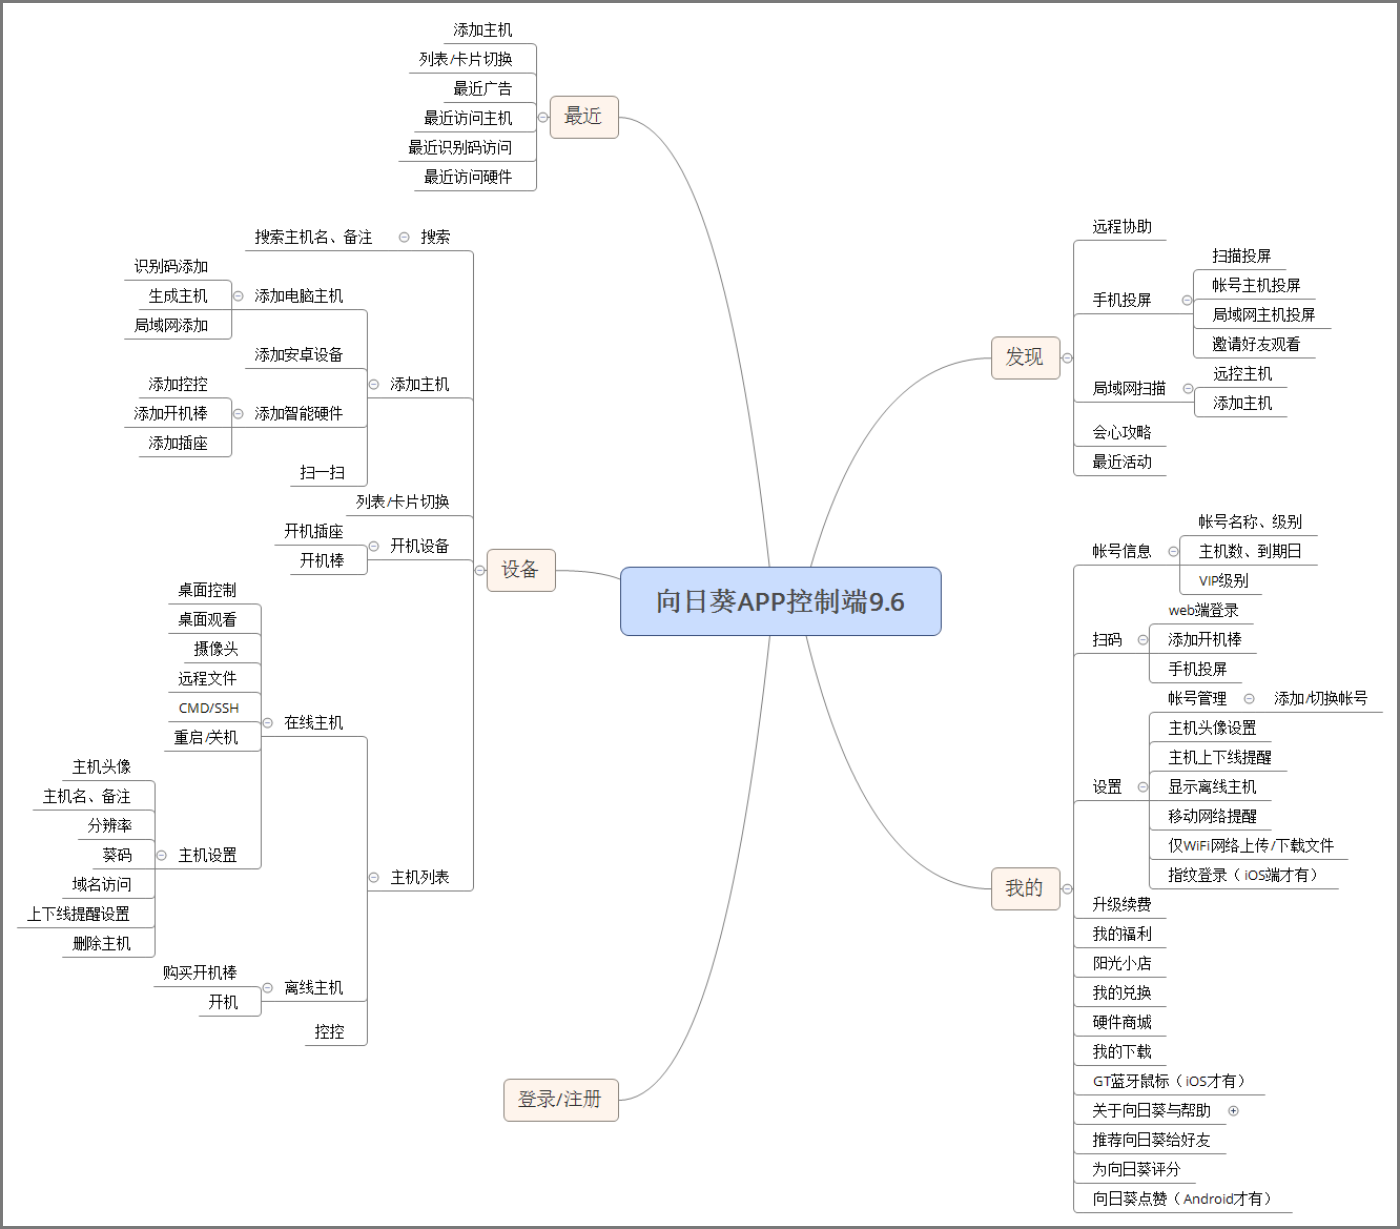 向日葵APP控制端9.6
最近
添加主机
列表/卡片切换
最近广告
最近访问主机
最近识别码访问
最近访问硬件
设备
搜索
搜索主机名、备注
添加主机
添加电脑主机
识别码添加
生成主机
局域网添加
添加安卓设备
添加智能硬件
添加控控
添加开机棒
添加插座
扫一扫
列表/卡片切换
开机设备
开机插座
开机棒
主机列表
在线主机
桌面控制
桌面观看
摄像头
远程文件
CMD/SSH
重启/关机
主机设置
主机头像
主机名、备注
分辨率
葵码
域名访问
上下线提醒设置
删除主机
离线主机
购买开机棒
开机
控控
登录/注册
发现
远程协助
手机投屏
扫描投屏
帐号主机投屏
局域网主机投屏
邀请好友观看
局域网扫描
远控主机
添加主机
会心攻略
最近活动
我的
帐号信息
帐号名称、级别
主机数、到期日
VIP级别
扫码
web端登录
添加开机棒
手机投屏
设置
帐号管理
添加/切换帐号
主机头像设置
主机上下线提醒
显示离线主机
移动网络提醒
仅WiFi网络上传/下载文件
指纹登录（iOS端才有）
升级续费
我的福利
阳光小店
我的兑换
硬件商城
我的下载
GT蓝牙鼠标（iOS才有）
关于向日葵与帮助
推荐向日葵给好友
为向日葵评分
向日葵点赞（Android才有）